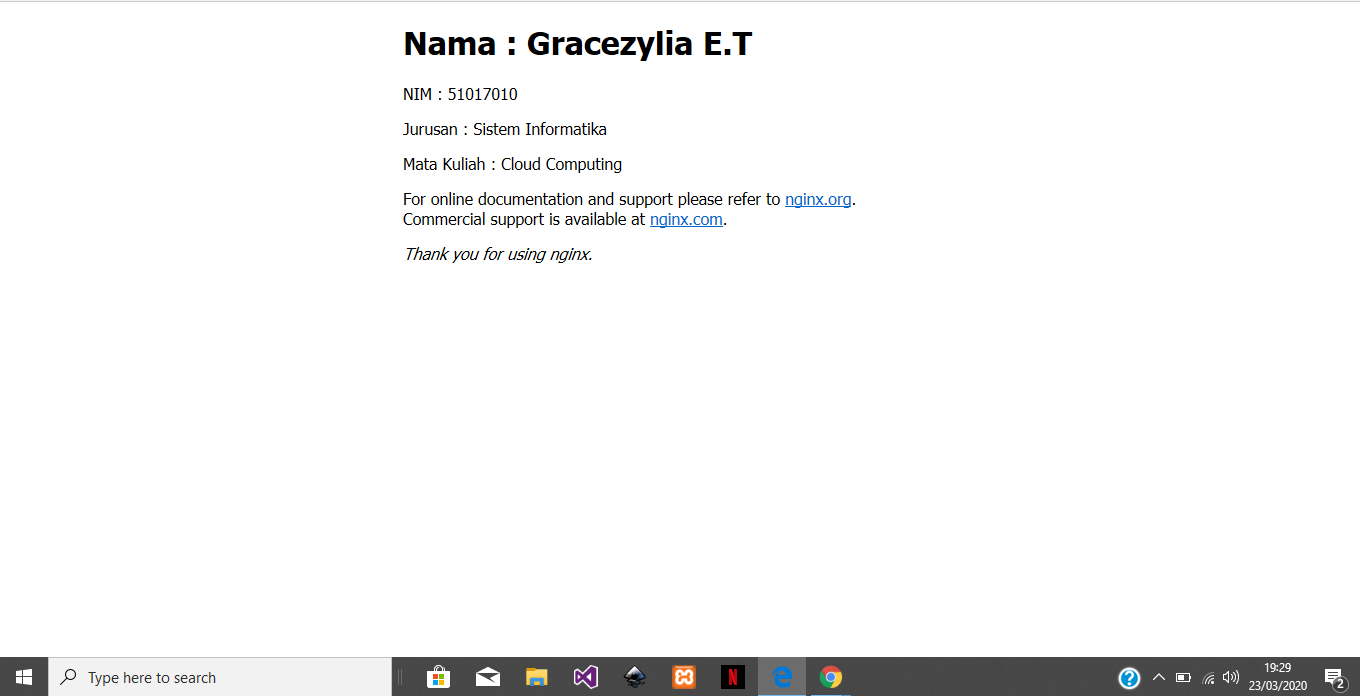 Nama : Gracezylia E.T
NIM : 51017010
Jurusan : Sistem Informatika
Mata Kuliah : Cloud Computing
For online documentation and support please refer to nginx.org.
Commercial support is available at nginx.com.
Thank you for using nginx.
Type here to search
N
?
19:29
23/03/2020
2